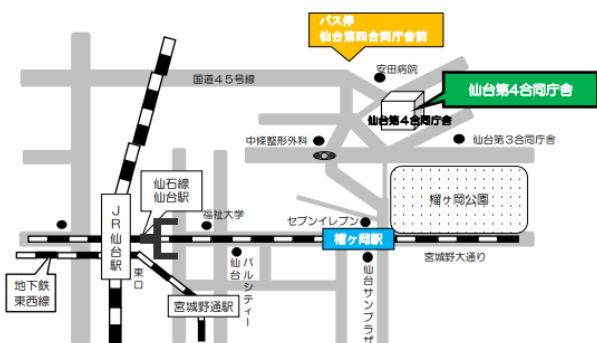 バス停
仙台第四合同庁舎前
安田病院
国道45号線
仙台第4合同庁舎
仙台第4合同庁舎
中條整形外科
仙台第3合同庁舎
仙石線
仙台駅
榴ヶ岡公園
福祉大学
セブンイレブン
JR仙台駅
榴ヶ岡駅
宮城野大通り
地下鉄
東西線
東口
仙台
パルシティー
仙台サンプラザ
宮城野通駅